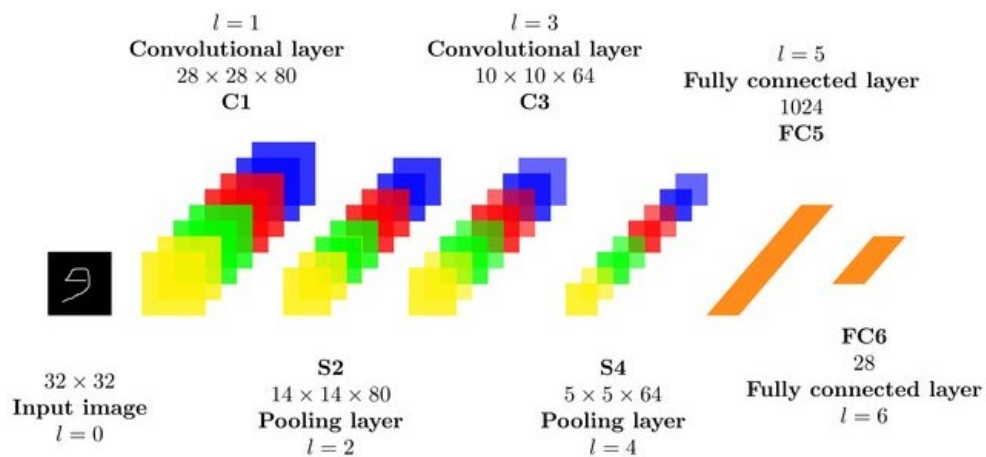 l = 1
Convolutional layer
28 × 28 × 80
C1
l = 3
Convolutional layer
10 × 10 × 64
C3
l = 5
Fully connected layer
1024
FC5
32 × 32
Input image
l = 0
S2
14 × 14 × 80
Pooling layer
l = 2
S4
5 × 5 × 64
Pooling layer
l = 4
FC6
28
Fully connected layer
l = 6